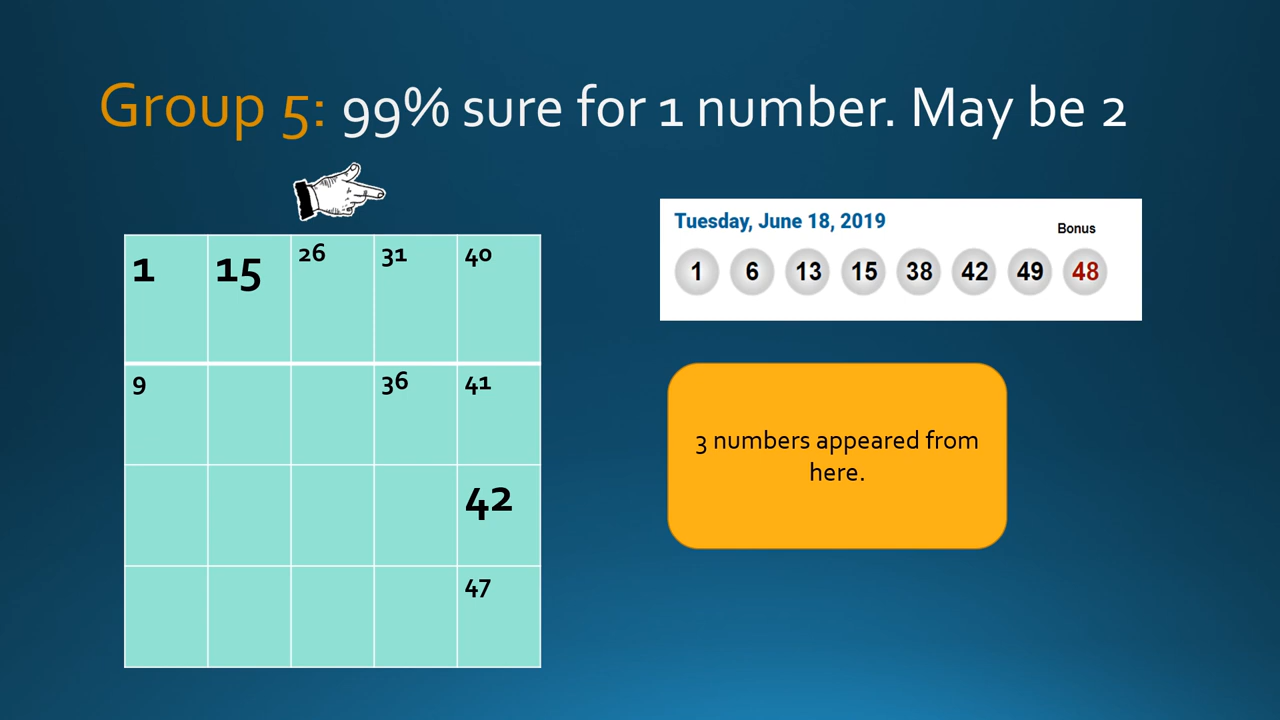 Group 5: 99% sure for 1 number. May be 2
Tuesday, June 18, 2019
Bonus
1 6 13 15 38 42 49 48
1 15 26 31 40
9 36 41
42
47
3 numbers appeared from
here.